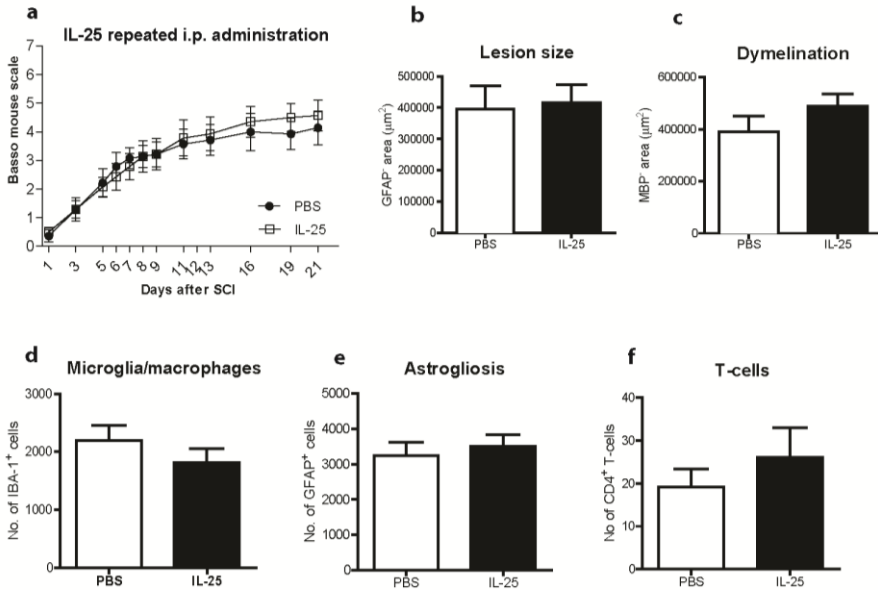 a
IL-25 repeated i.p. administration
Basso mouse scale
7
6
5
4
3
2
1
0
PBS
IL-25
1 3 5 6 7 8 9 11 12 13 16 19 21
Days after SCI
b
Lesion size
GFAP⁻ area (µm²)
500000
400000
300000
200000
100000
0
PBS IL-25
c
Dymelination
MBP⁻ area (µm²)
600000
400000
200000
0
PBS IL-25
d
Microglia/macrophages
No. of IBA-1⁺ cells
3000
2000
1000
0
PBS IL-25
e
Astrogliosis
No. of GFAP⁺ cells
5000
4000
3000
2000
1000
0
PBS IL-25
f
T-cells
No of CD4⁺ T-cells
40
30
20
10
0
PBS IL-25